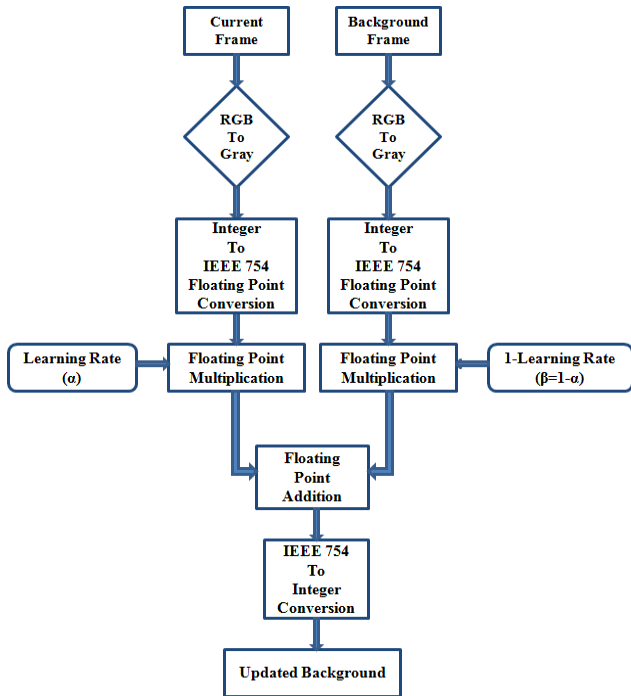 Current
Frame
Background
Frame
RGB
To
Gray
RGB
To
Gray
Integer
To
IEEE 754
Floating Point
Conversion
Integer
To
IEEE 754
Floating Point
Conversion
Learning Rate
(α)
Floating Point
Multiplication
Floating Point
Multiplication
1-Learning Rate
(β=1-α)
Floating
Point
Addition
IEEE 754
To
Integer
Conversion
Updated Background